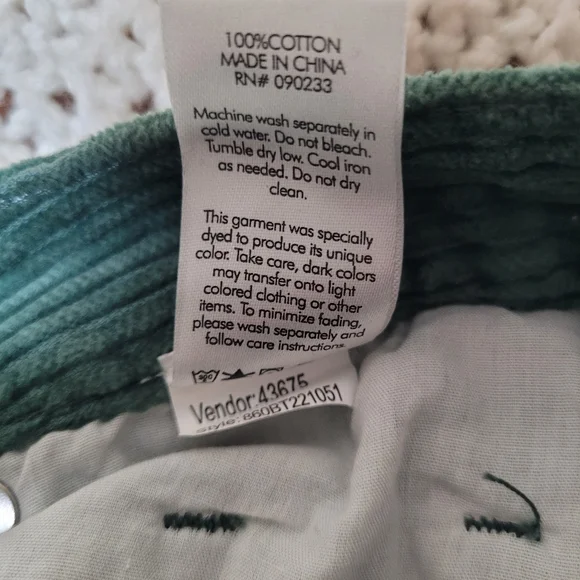 100%COTTON
MADE IN CHINA
RN# 090233
Machine wash separately in
cold water. Do not bleach.
Tumble dry low. Cool iron
as needed. Do not dry
clean.
This garment was specially
dyed to produce its unique
color. Take care, dark colors
may transfer onto light
colored clothing or other
items. To minimize fading,
please wash separately and
follow care instructions.
Vendor:43675
Style: 860BT221051